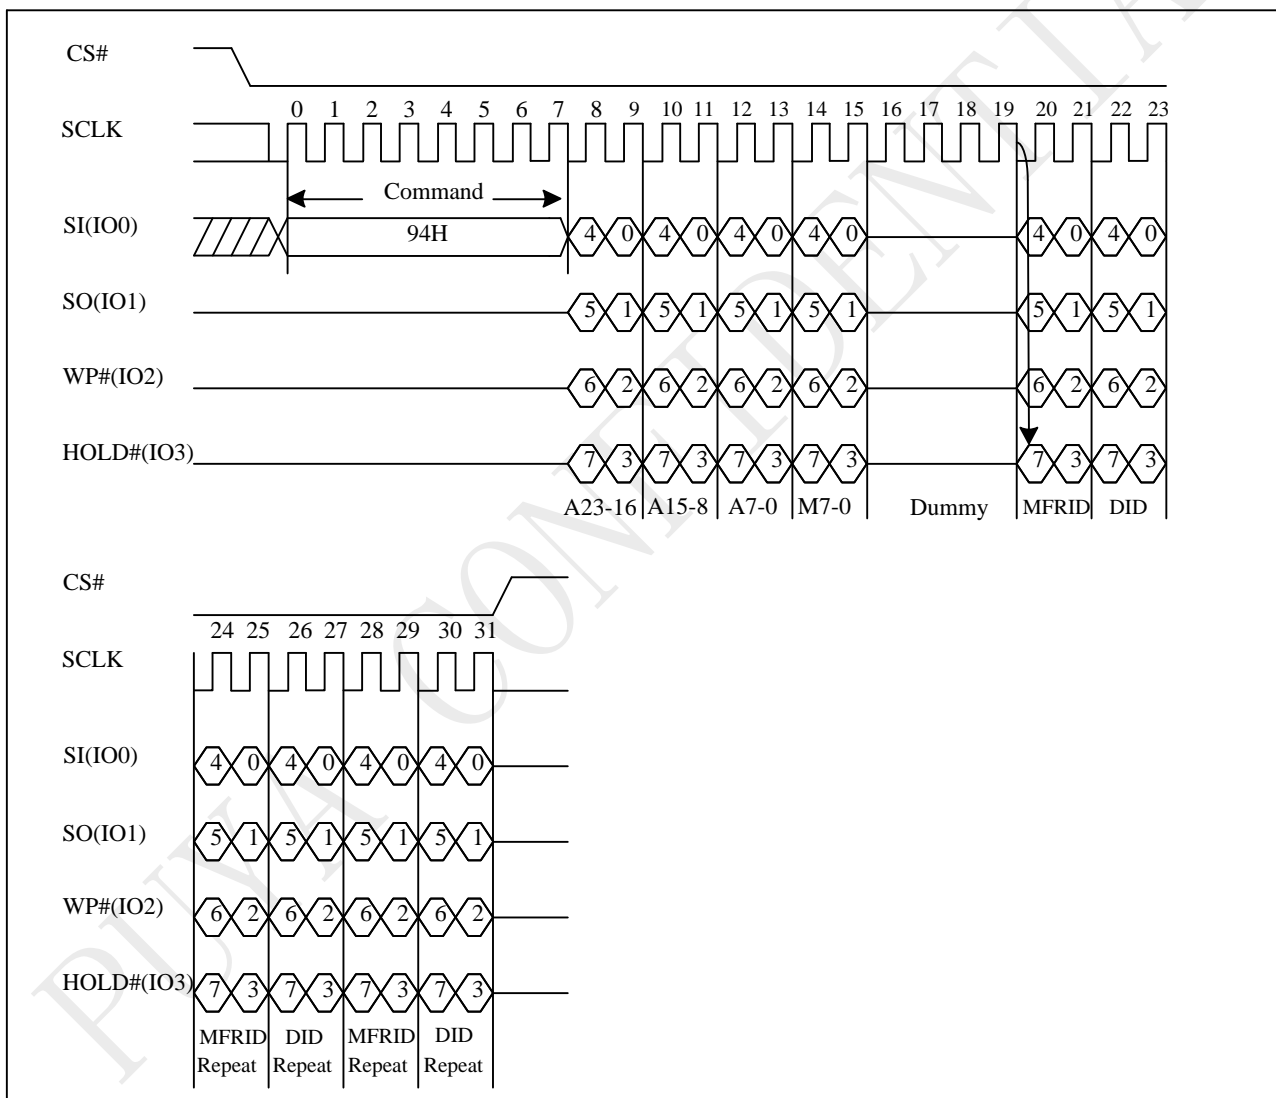 CS#
0 1 2 3 4 5 6 7 8 9 10 11 12 13 14 15 16 17 18 19 20 21 22 23
SCLK
Command
SI(IO0) 94H 4 0 4 0 4 0 4 0 4 0 4 0
SO(IO1) 5 1 5 1 5 1 5 1 5 1 5 1
WP#(IO2) 6 2 6 2 6 2 6 2 6 2 6 2
HOLD#(IO3) 7 3 7 3 7 3 7 3 7 3 7 3
A23-16 A15-8 A7-0 M7-0 Dummy MFRID DID
CS#
24 25 26 27 28 29 30 31
SCLK
SI(IO0) 4 0 4 0 4 0 4 0
SO(IO1) 5 1 5 1 5 1 5 1
WP#(IO2) 6 2 6 2 6 2 6 2
HOLD#(IO3) 7 3 7 3 7 3 7 3
MFRID DID MFRID DID
Repeat Repeat Repeat Repeat
PUYA CONFIDENTIA